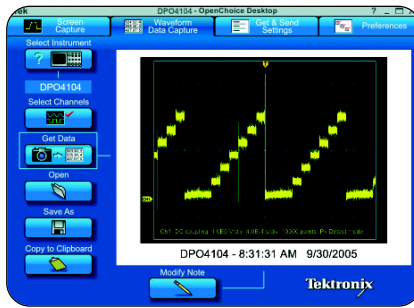 ek
DPO4104 - OpenChoice Desktop
Screen Capture
Waveform Data Capture
Get & Send Settings
Preferences
Select Instrument
DPO4104
Select Channels
Get Data
Open
Save As
Copy to Clipboard
DPO4104 - 8:31:31 AM 9/30/2005
Modify Note
Tektronix